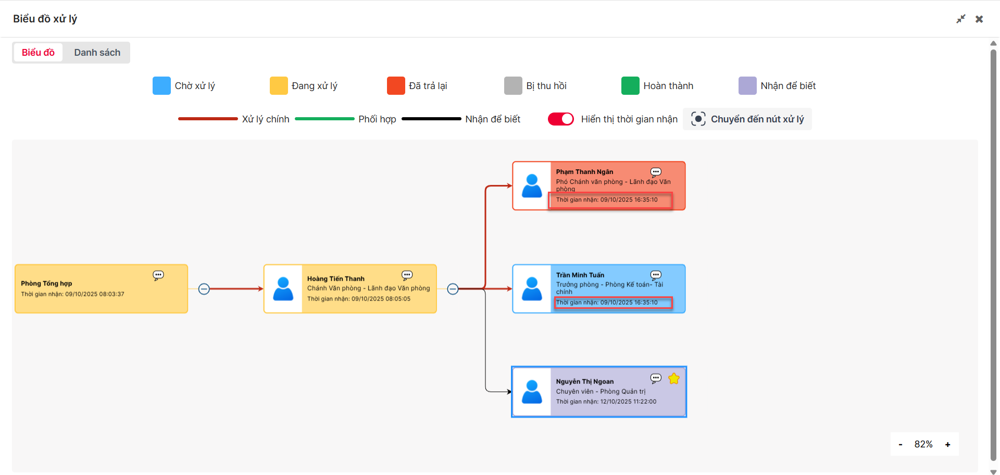 Biểu đồ xử lý
Biểu đồ
Danh sách
Chờ xử lý
Đang xử lý
Đã trả lại
Bị thu hồi
Hoàn thành
Nhận để biết
Xử lý chính
Phối hợp
Nhận để biết
Hiển thị thời gian nhận
Chuyển đến nút xử lý
Phạm Thanh Ngân
Phó Chánh văn phòng - Lãnh đạo Văn
phòng
Thời gian nhận: 09/10/2025 16:35:10
Phòng Tổng hợp
Thời gian nhận: 09/10/2025 08:03:37
Hoàng Tiến Thanh
Chánh Văn phòng - Lãnh đạo Văn phòng
Thời gian nhận: 09/10/2025 08:05:05
Trần Minh Tuấn
Trưởng phòng - Phòng Kế toán- Tài
chính
Thời gian nhận: 09/10/2025 16:35:10
Nguyễn Thị Ngoan
Chuyên viên - Phòng Quản trị
Thời gian nhận: 12/10/2025 11:22:00
- 82% +